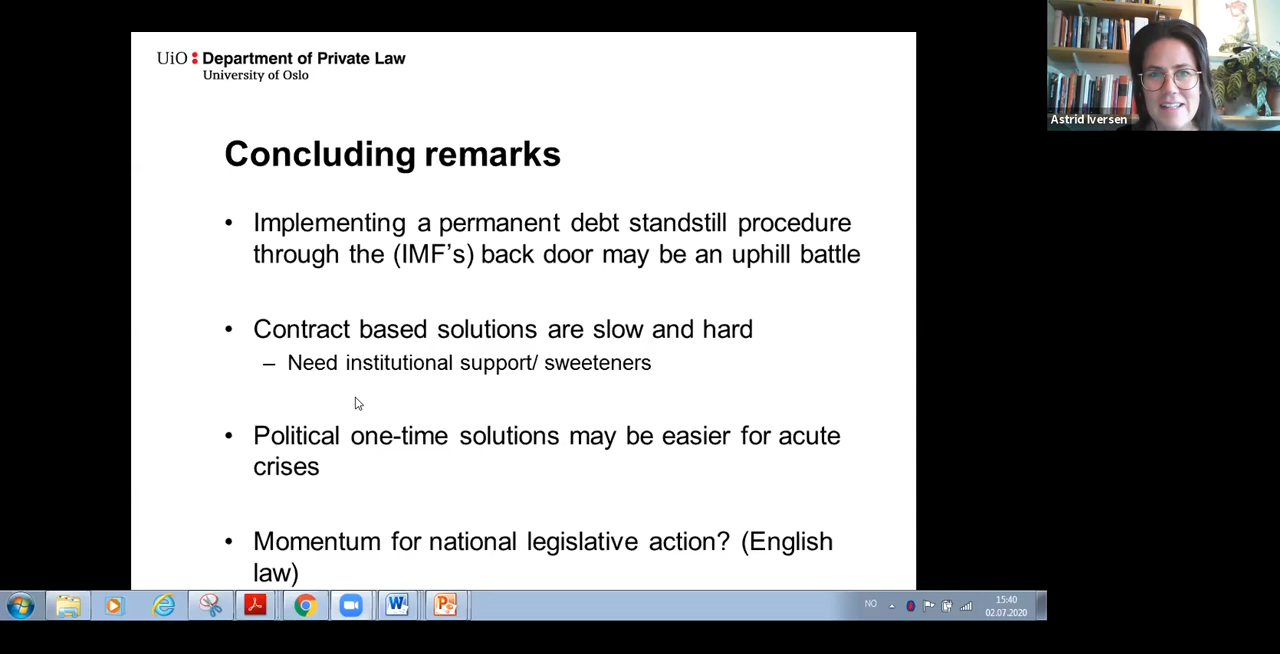 UiO : Department of Private Law
University of Oslo
Astrid Iversen
Concluding remarks
• Implementing a permanent debt standstill procedure
through the (IMF's) back door may be an uphill battle
• Contract based solutions are slow and hard
– Need institutional support/ sweeteners
• Political one-time solutions may be easier for acute
crises
• Momentum for national legislative action? (English
law)
NO
15:40
02.07.2020